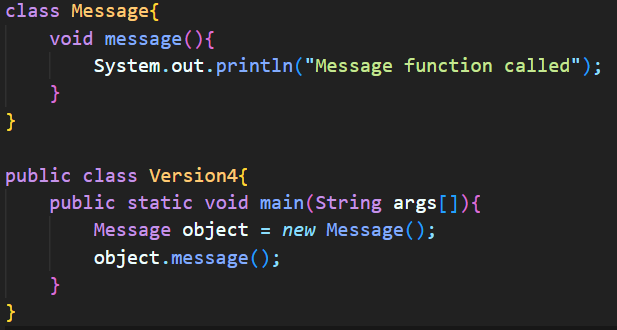 class Message{
    void message(){
        System.out.println("Message function called");
    }
}

public class Version4{
    public static void main(String args[]){
        Message object = new Message();
        object.message();
    }
}